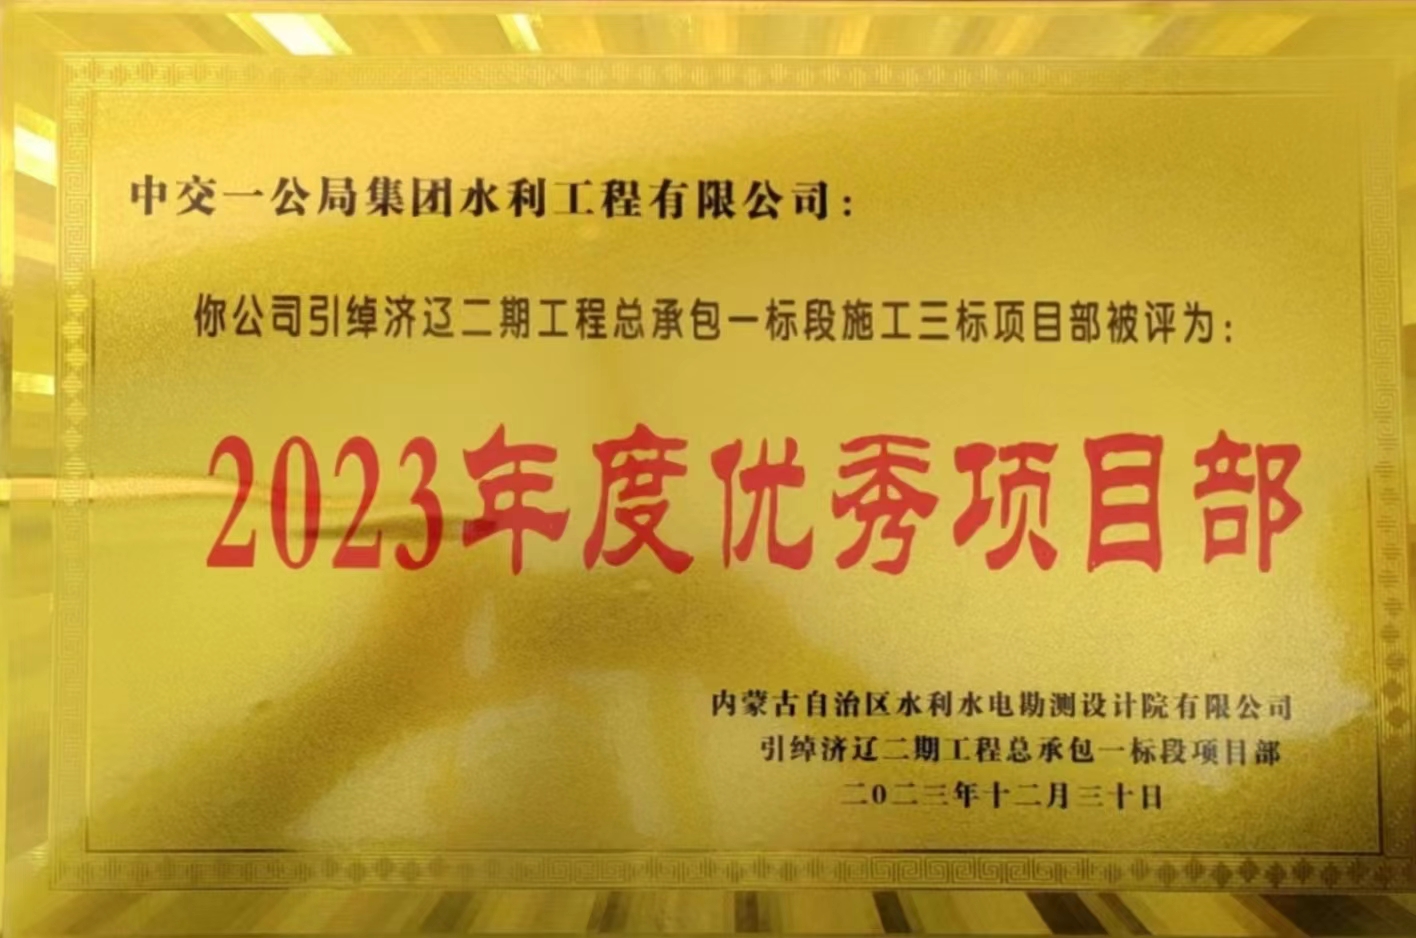 中交一公局集团水利工程有限公司：
你公司引绰济辽二期工程总承包一标段施工三标项目部被评为：
2023年度优秀项目部
内蒙古自治区水利水电勘测设计院有限公司
引绰济辽二期工程总承包一标段项目部
二0二三年十二月三十日